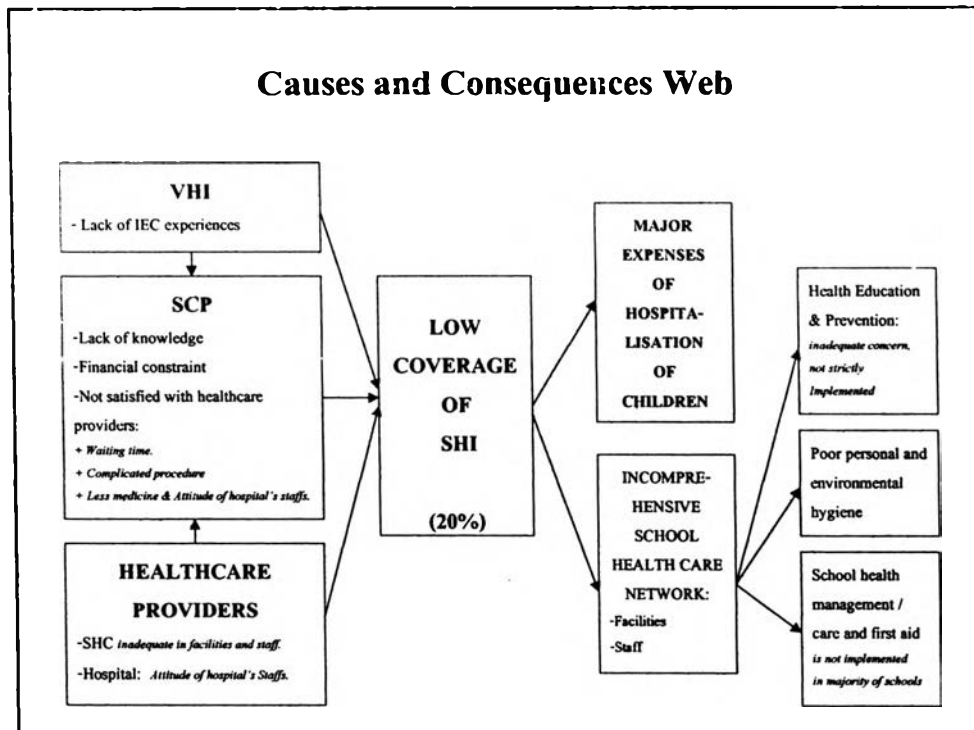 Causes and Consequences Web
VHI
- Lack of IEC experiences
SCP
-Lack of knowledge
-Financial constraint
-Not satisfied with healthcare
providers:
+ Waiting time.
+ Complicated procedure
+ Less medicine & Attitude of hospital's staffs.
HEALTHCARE
PROVIDERS
-SHC inadequate in facilities and staff.
-Hospital: Attitude of hospital's Staffs.
LOW
COVERAGE
OF
SHI
(20%)
MAJOR
EXPENSES
OF
HOSPITA-
LISATION
OF
CHILDREN
INCOMPRE-
HENSIVE
SCHOOL
HEALTH CARE
NETWORK:
-Facilities
-Staff
Health Education
& Prevention:
inadequate concern,
not strictly
Implemented
Poor personal and
environmental
hygiene
School health
management /
care and first aid
is not implemented
in majority of schools